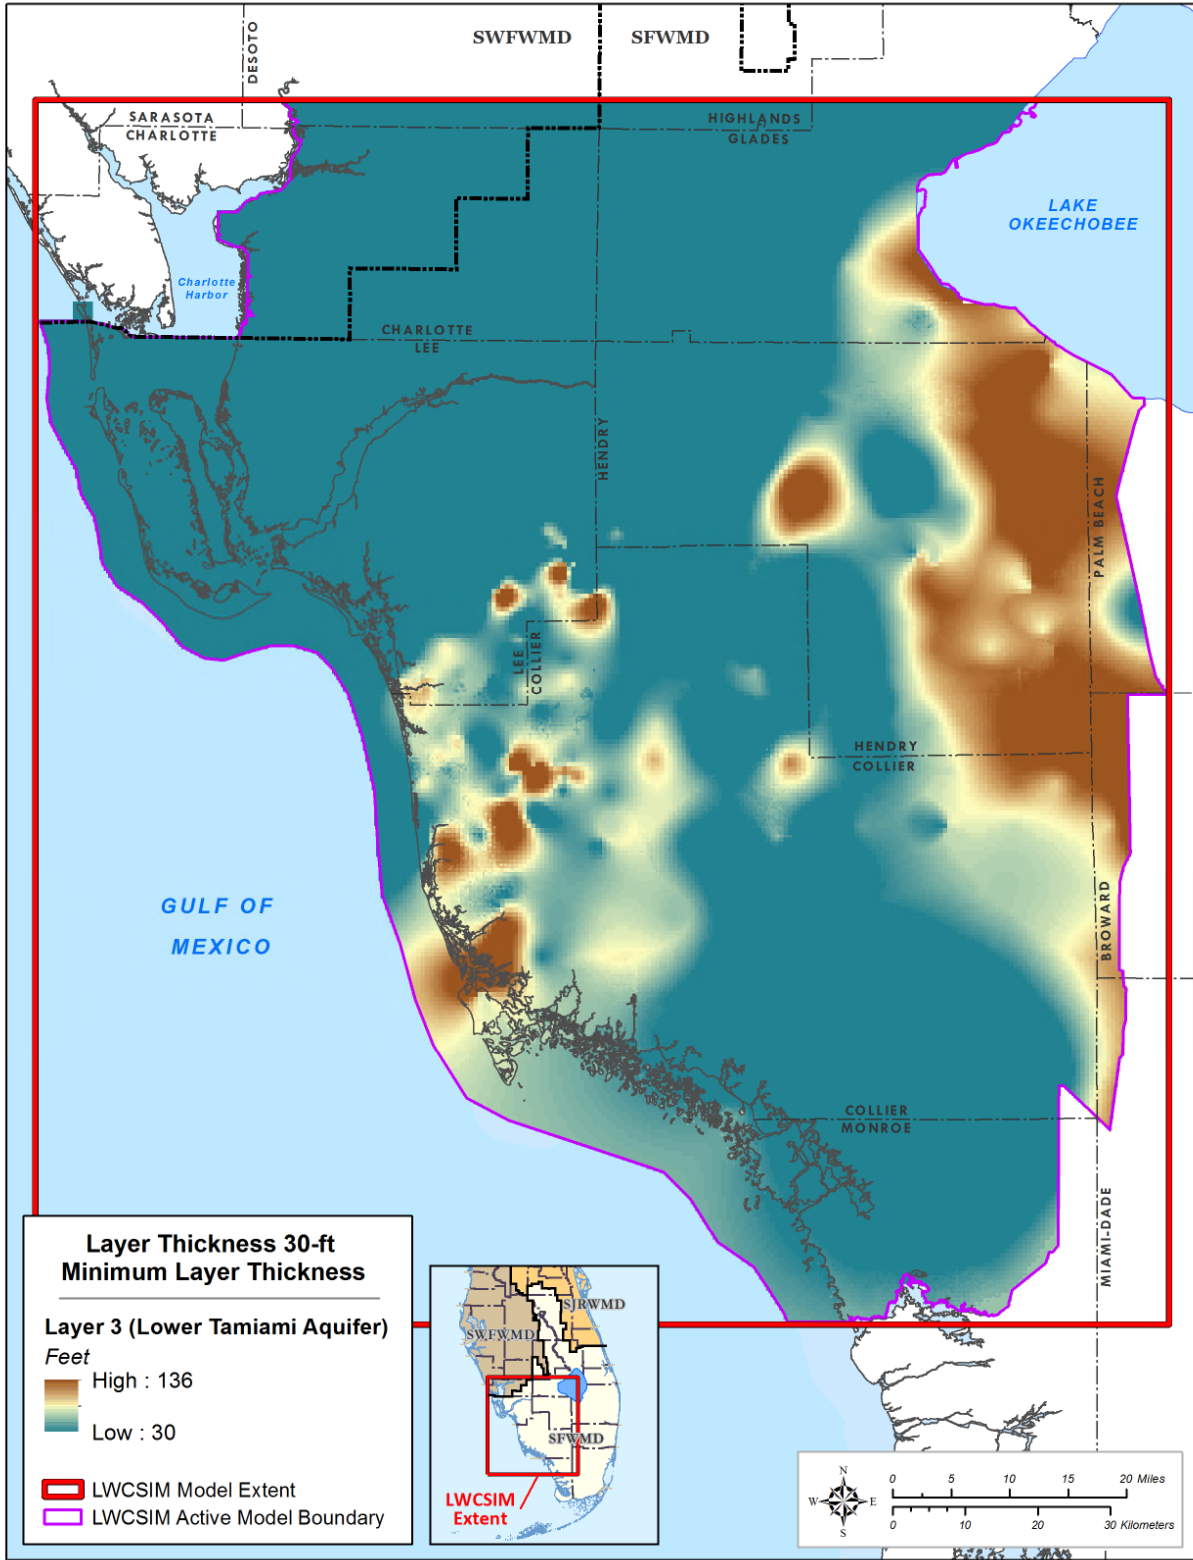 DESOTO
SWFWMD
SFWMD
SARASOTA
CHARLOTTE
HIGHLANDS
GLADES
LAKE
OKEECHOBEE
Charlotte
Harbor
CHARLOTTE
LEE
HENDRY
PALM BEACH
LEE
COLLIER
HENDRY
COLLIER
GULF OF
MEXICO
BROWARD
COLLIER
MONROE
MIAMI-DADE
Layer Thickness 30-ft
Minimum Layer Thickness
Layer 3 (Lower Tamiami Aquifer)
Feet
High : 136
Low : 30
LWCSIM Model Extent
LWCSIM Active Model Boundary
SJRWMD
SWFWMD
SFWMD
LWCSIM
Extent
N
W E
S
0 5 10 15 20 Miles
0 10 20 30 Kilometers